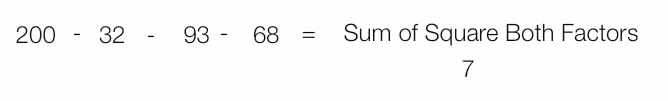 200 - 32 - 93 - 68 = Sum of Square Both Factors
7